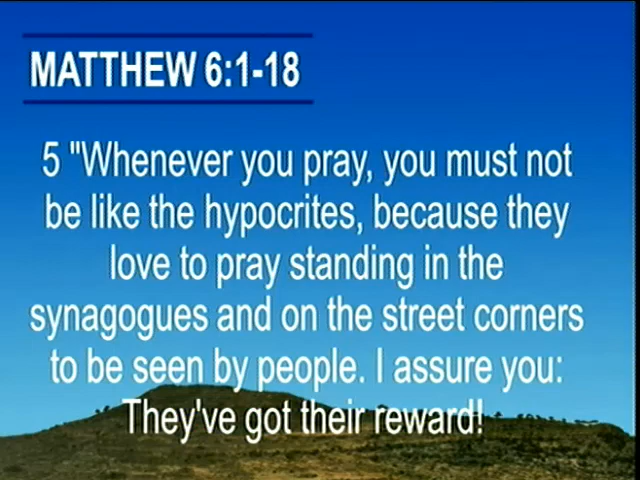 MATTHEW 6:1-18
5 "Whenever you pray, you must not
be like the hypocrites, because they
love to pray standing in the
synagogues and on the street corners
to be seen by people. I assure you:
They've got their reward!